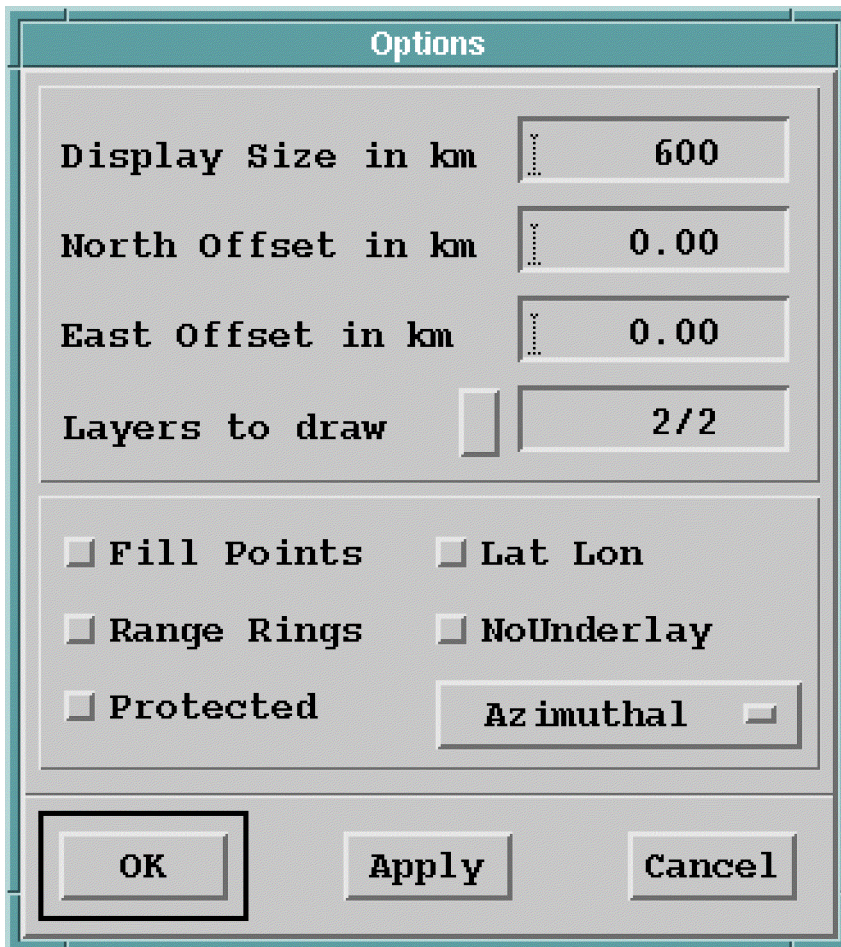 Options
Display Size in km 600
North Offset in km 0.00
East Offset in km 0.00
Layers to draw 2/2
Fill Points Lat Lon
Range Rings NoUnderlay
Protected Azimuthal
OK Apply Cancel